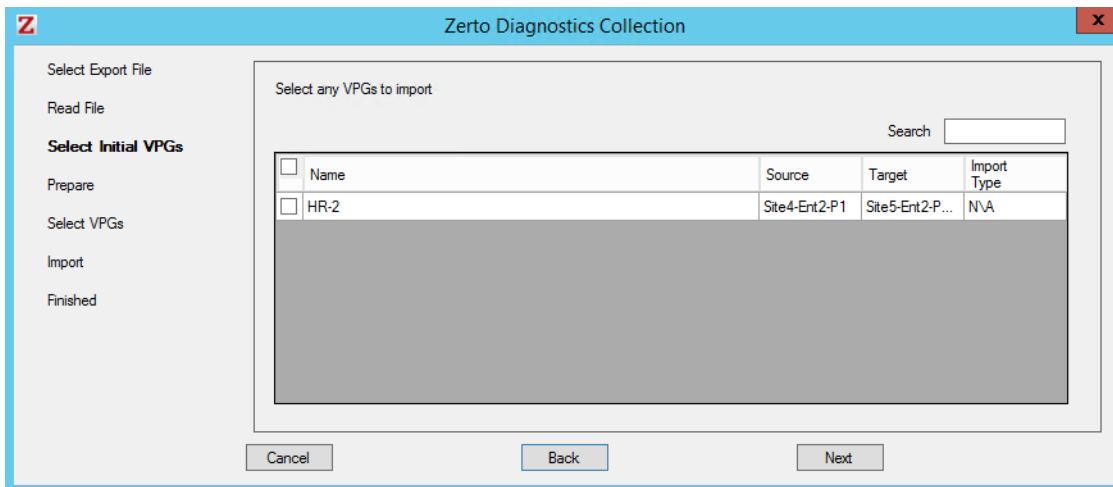 Z
Zerto Diagnostics Collection
x
Select Export File
Read File
Select Initial VPGs
Prepare
Select VPGs
Import
Finished
Select any VPGs to import
Search
Name Source Target Import Type
HR-2 Site4-Ent2-P1 Site5-Ent2-P... N\A
Cancel Back Next